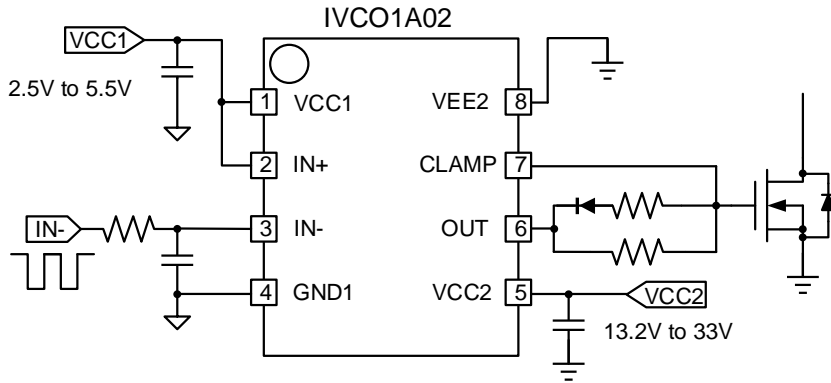 IVCO1A02
VCC1
2.5V to 5.5V
1 VCC1
2 IN+
IN-
3 IN-
4 GND1
VEE2 8
CLAMP 7
OUT 6
VCC2 5
VCC2
13.2V to 33V